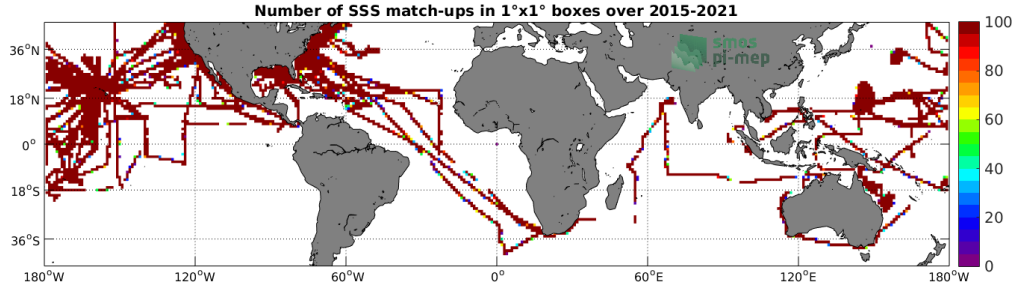 Number of SSS match-ups in 1°x1° boxes over 2015-2021
smos
pi-mep
36°N
18°N
0°
18°S
36°S
180°W
120°W
60°W
0°
60°E
120°E
180°W
100
80
60
40
20
0